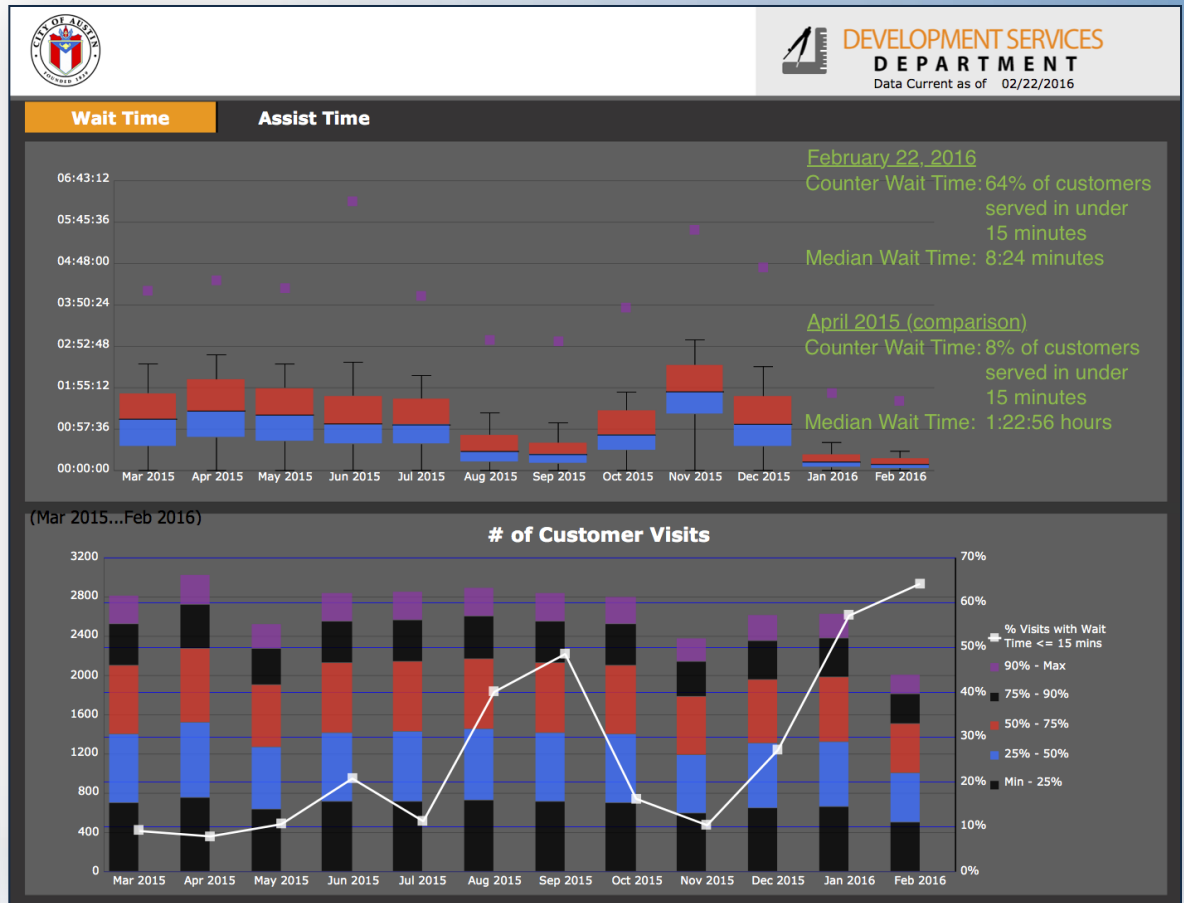 CITY OF AUSTIN
FOUNDED 1839
DEVELOPMENT SERVICES
DEPARTMENT
Data Current as of 02/22/2016
Wait Time Assist Time
February 22, 2016
Counter Wait Time: 64% of customers
served in under
15 minutes
Median Wait Time: 8:24 minutes
April 2015 (comparison)
Counter Wait Time: 8% of customers
served in under
15 minutes
Median Wait Time: 1:22:56 hours
06:43:12
05:45:36
04:48:00
03:50:24
02:52:48
01:55:12
00:57:36
00:00:00
Mar 2015 Apr 2015 May 2015 Jun 2015 Jul 2015 Aug 2015 Sep 2015 Oct 2015 Nov 2015 Dec 2015 Jan 2016 Feb 2016
(Mar 2015...Feb 2016)
# of Customer Visits
3200
2800
2400
2000
1600
1200
800
400
0
70%
60%
50%
40%
30%
20%
10%
0%
% Visits with Wait
Time <= 15 mins
90% - Max
75% - 90%
50% - 75%
25% - 50%
Min - 25%
Mar 2015 Apr 2015 May 2015 Jun 2015 Jul 2015 Aug 2015 Sep 2015 Oct 2015 Nov 2015 Dec 2015 Jan 2016 Feb 2016